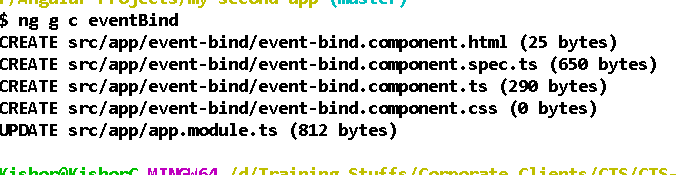 r/Angular Projects/my-second-app (master)
$ ng g c eventBind
CREATE src/app/event-bind/event-bind.component.html (25 bytes)
CREATE src/app/event-bind/event-bind.component.spec.ts (650 bytes)
CREATE src/app/event-bind/event-bind.component.ts (290 bytes)
CREATE src/app/event-bind/event-bind.component.css (0 bytes)
UPDATE src/app/app.module.ts (812 bytes)
Kishor@KishorC MINGW64 /d/Training Stuffs/Corporate Clients/CTS/CTS-